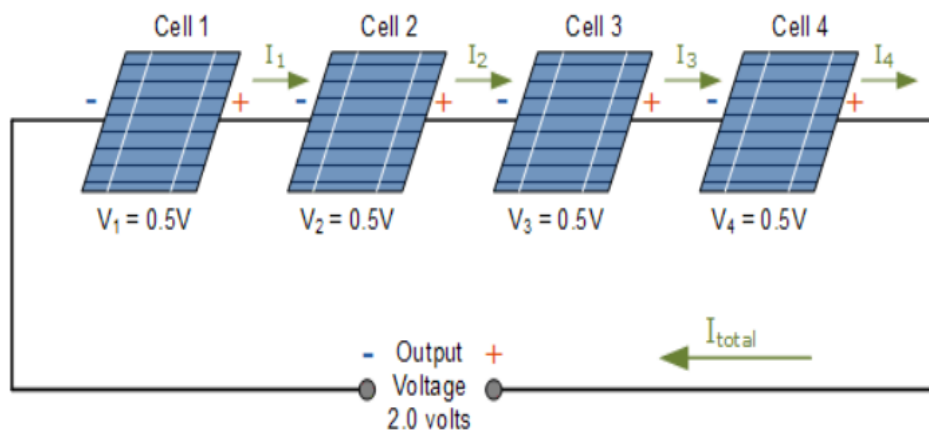 Cell 1 Cell 2 Cell 3 Cell 4
I₁ I₂ I₃ I₄
- + - + - + - +
V₁ = 0.5V V₂ = 0.5V V₃ = 0.5V V₄ = 0.5V
I_total
- Output +
Voltage
2.0 volts